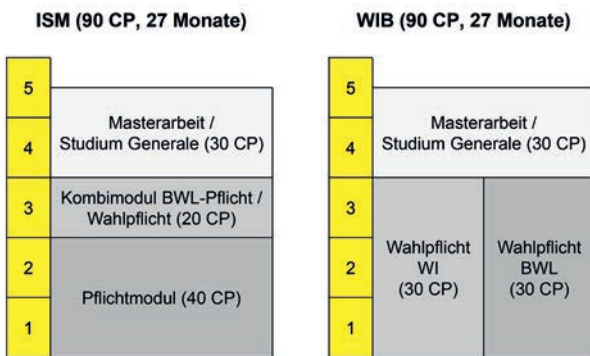 ISM (90 CP, 27 Monate)
5
4
3
2
1
Masterarbeit /
Studium Generale (30 CP)
Kombimodul BWL-Pflicht /
Wahlpflicht (20 CP)
Pflichtmodul (40 CP)
WIB (90 CP, 27 Monate)
5
4
3
2
1
Masterarbeit /
Studium Generale (30 CP)
Wahlpflicht
WI
(30 CP)
Wahlpflicht
BWL
(30 CP)